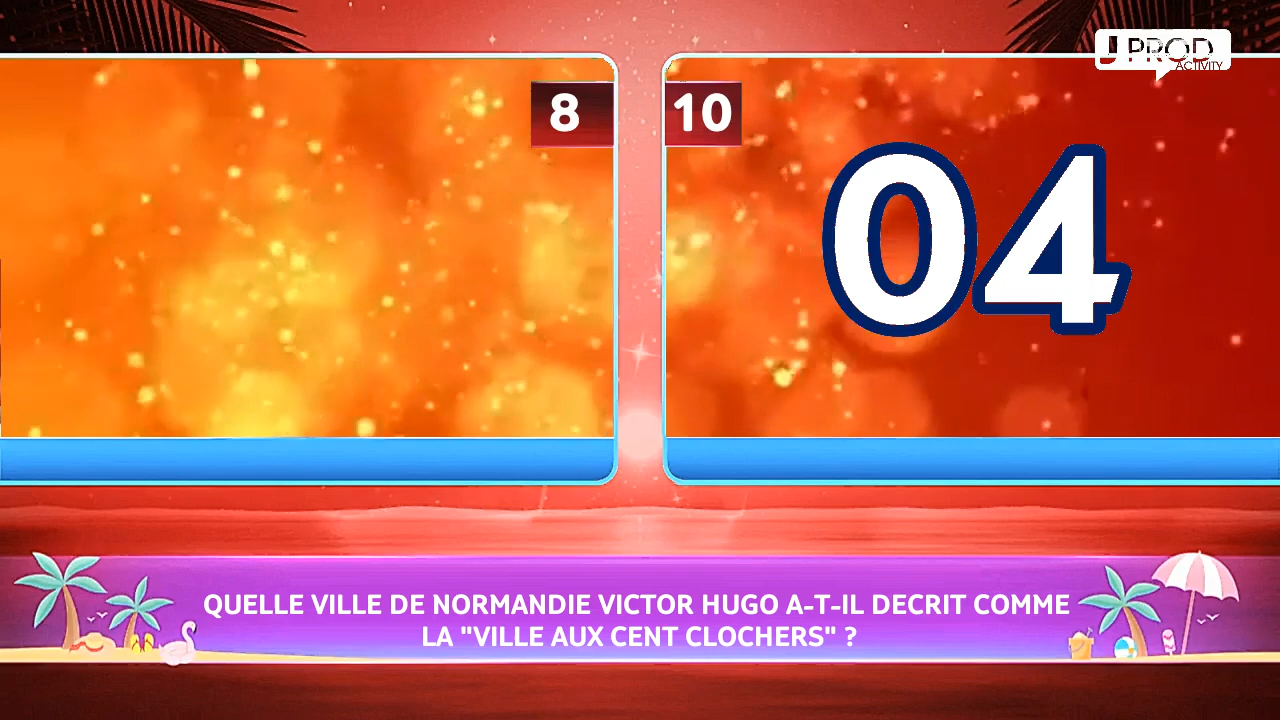 J PROD
ACTIVITY
8
10
04
QUELLE VILLE DE NORMANDIE VICTOR HUGO A-T-IL DECRIT COMME
LA "VILLE AUX CENT CLOCHERS" ?